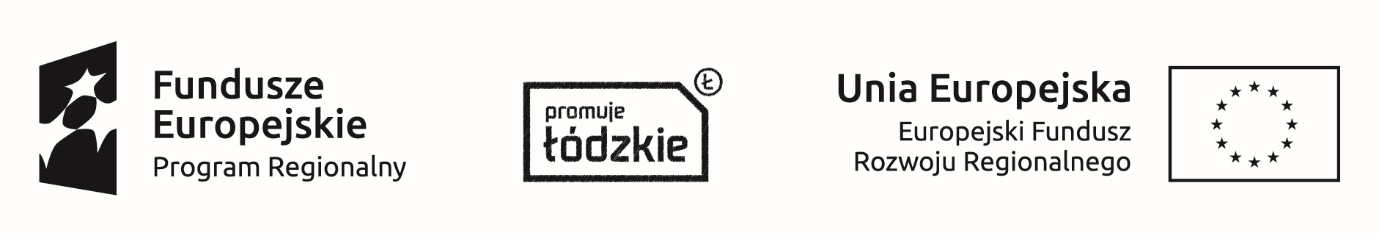 Fundusze
Europejskie
Program Regionalny
promuje
łódzkie
Ł
Unia Europejska
Europejski Fundusz
Rozwoju Regionalnego